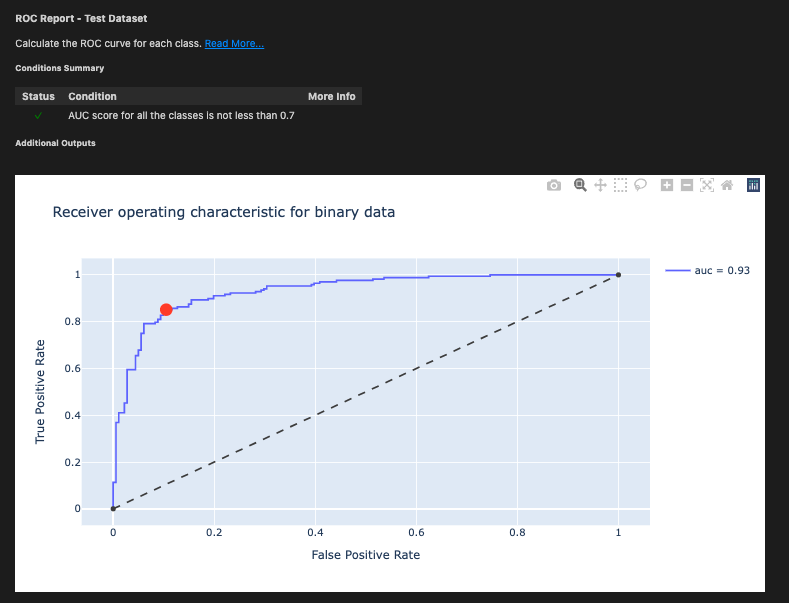 ROC Report - Test Dataset
Calculate the ROC curve for each class. Read More...
Conditions Summary
Status Condition More Info
✓ AUC score for all the classes is not less than 0.7
Additional Outputs
Receiver operating characteristic for binary data
auc = 0.93
1
0.8
0.6
0.4
0.2
0
True Positive Rate
0 0.2 0.4 0.6 0.8 1
False Positive Rate